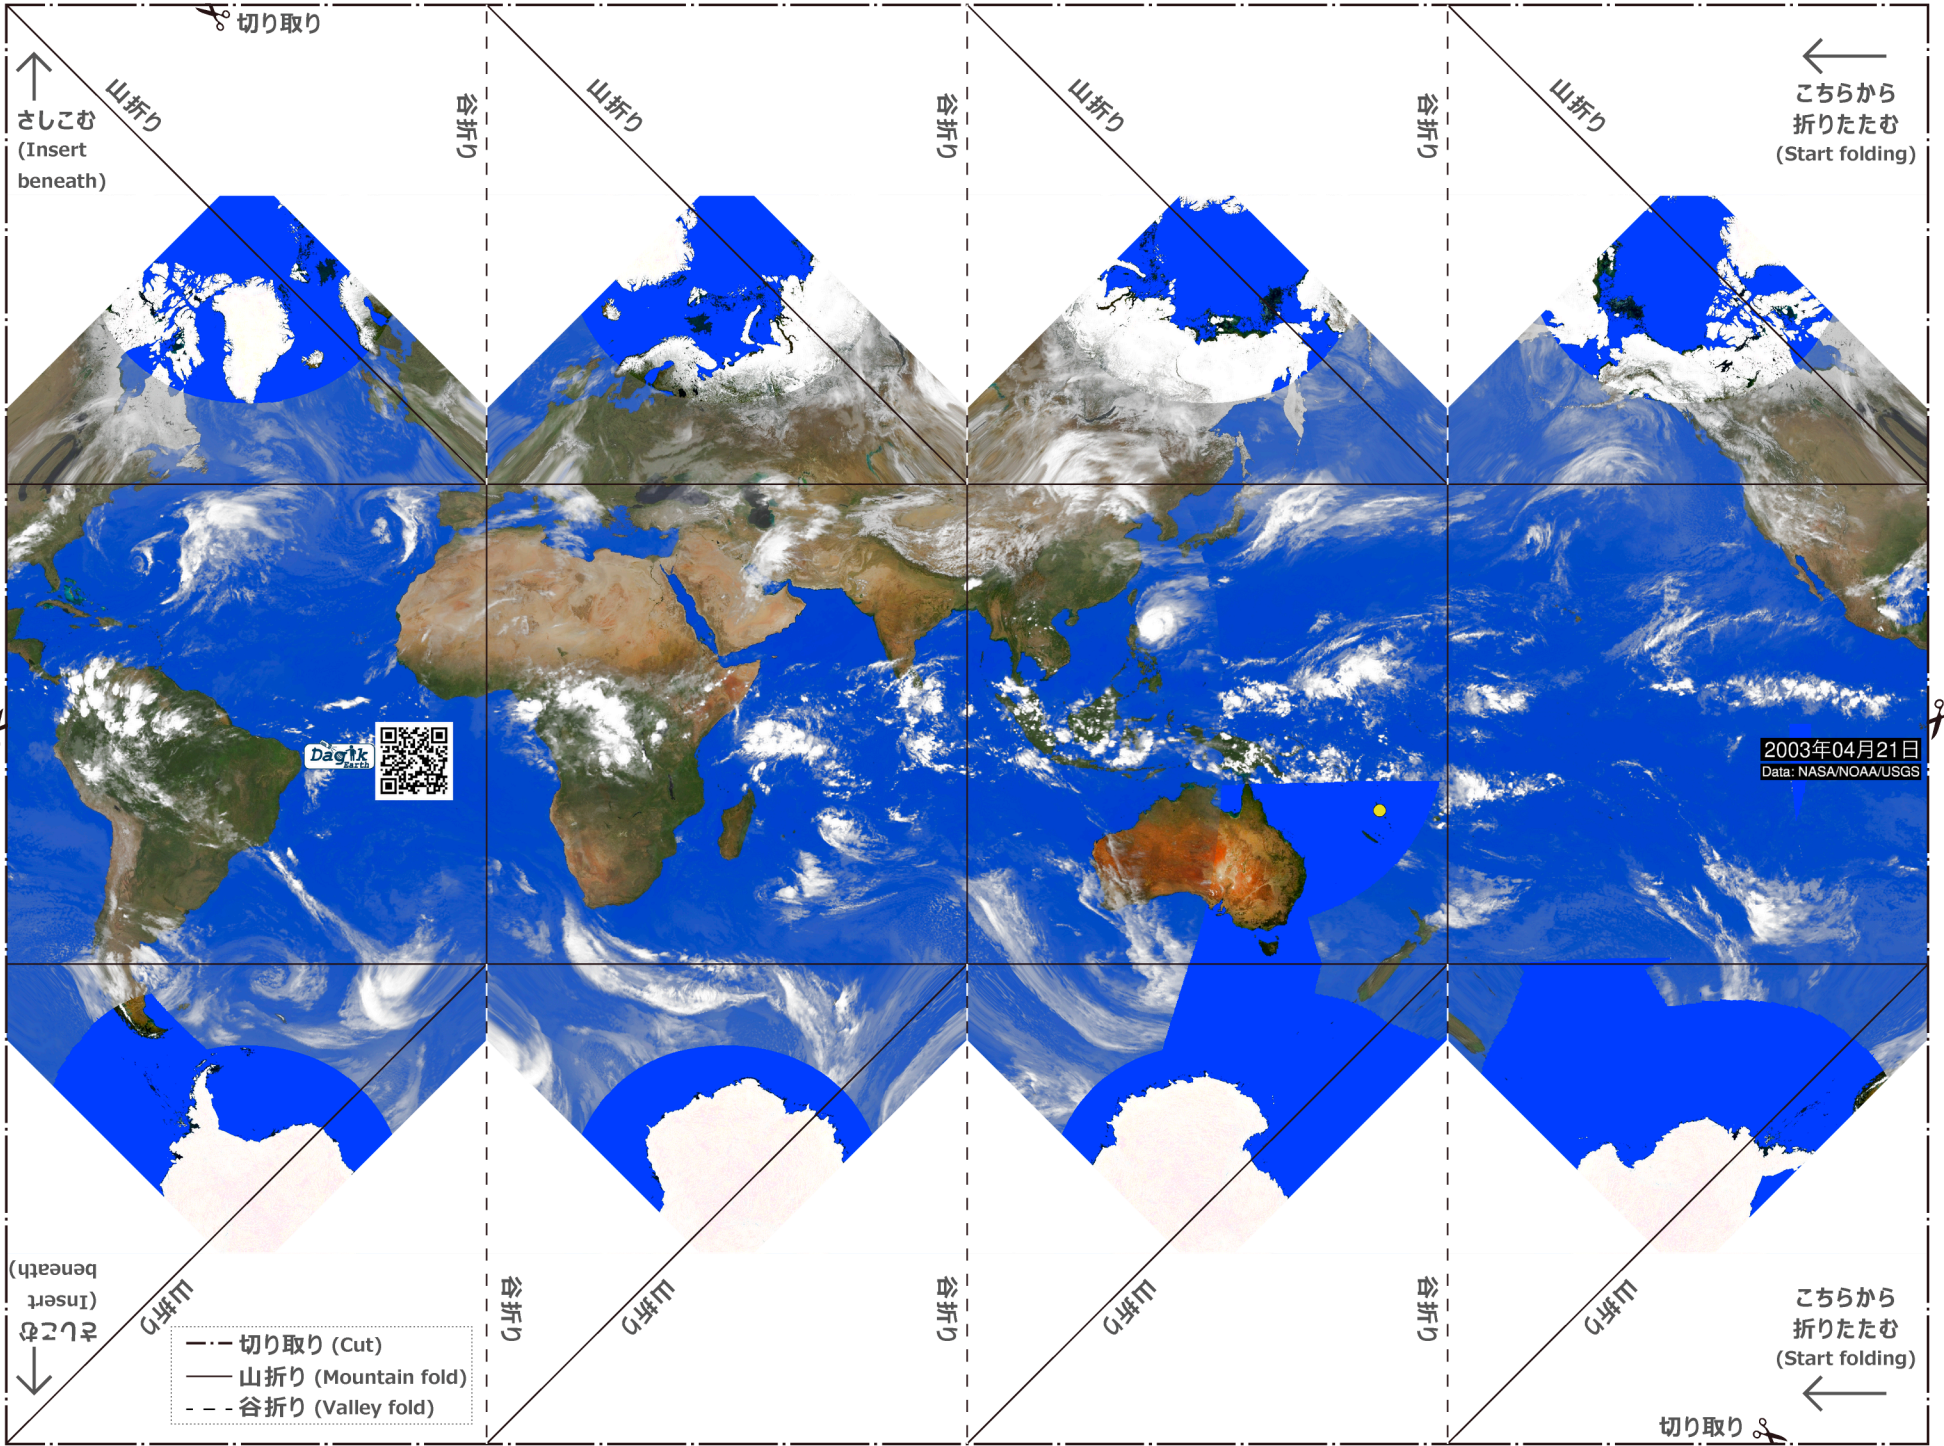 切り取り
さしこむ
(Insert
beneath)
山折り
谷折り
山折り
谷折り
山折り
谷折り
山折り
こちらから
折りたたむ
(Start folding)
Dagik
Earth
2003年04月21日
Data: NASA/NOAA/USGS
さしこむ
(Insert
beneath)
山折り
谷折り
山折り
谷折り
山折り
谷折り
山折り
こちらから
折りたたむ
(Start folding)
切り取り (Cut)
山折り (Mountain fold)
谷折り (Valley fold)
切り取り